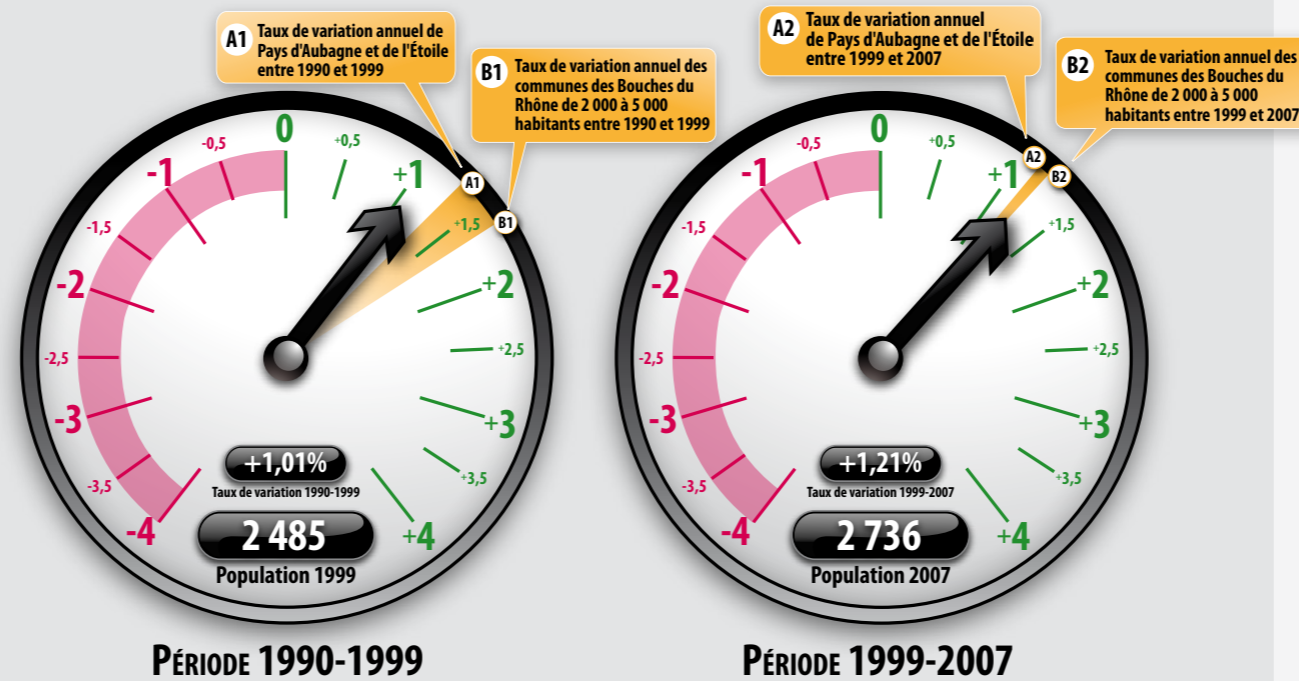 A1
Taux de variation annuel de
Pays d'Aubagne et de l'Étoile
entre 1990 et 1999
B1
Taux de variation annuel des
communes des Bouches du
Rhône de 2 000 à 5 000
habitants entre 1990 et 1999
0
+0,5
+1
+1,5
+2
+2,5
+3
+3,5
+4
-0,5
-1
-1,5
-2
-2,5
-3
-3,5
-4
A1
B1
+1,01%
Taux de variation 1990-1999
2 485
Population 1999
PÉRIODE 1990-1999
A2
Taux de variation annuel
de Pays d'Aubagne et de l'Étoile
entre 1999 et 2007
B2
Taux de variation annuel des
communes des Bouches du
Rhône de 2 000 à 5 000
habitants entre 1999 et 2007
0
+0,5
+1
+1,5
+2
+2,5
+3
+3,5
+4
-0,5
-1
-1,5
-2
-2,5
-3
-3,5
-4
A2
B2
+1,21%
Taux de variation 1999-2007
2 736
Population 2007
PÉRIODE 1999-2007